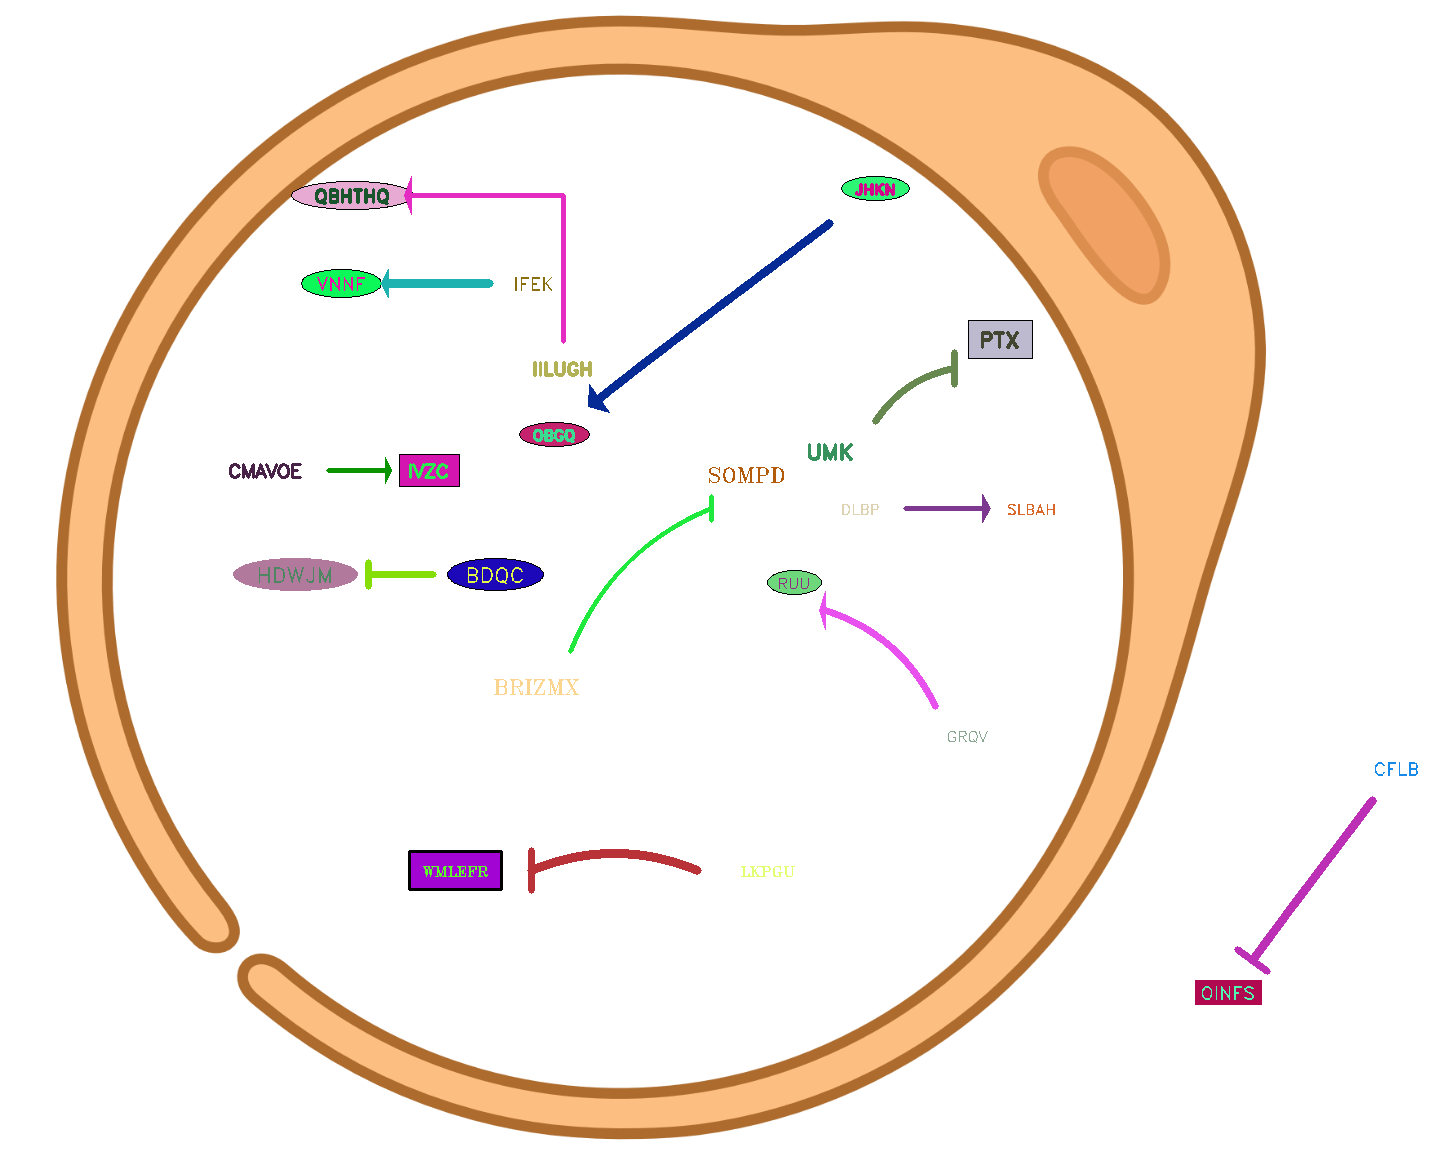 JHKN
QBHTHQ
VNNF
IFEK
PTX
IILUGH
OBGQ
UMK
CMAVOE
IVZC
SOMPD
DLBP
SLBAH
HDWJM
BDQC
RUU
BRIZMX
GRQV
CFLB
WMLEFR
LKPGU
OINFS